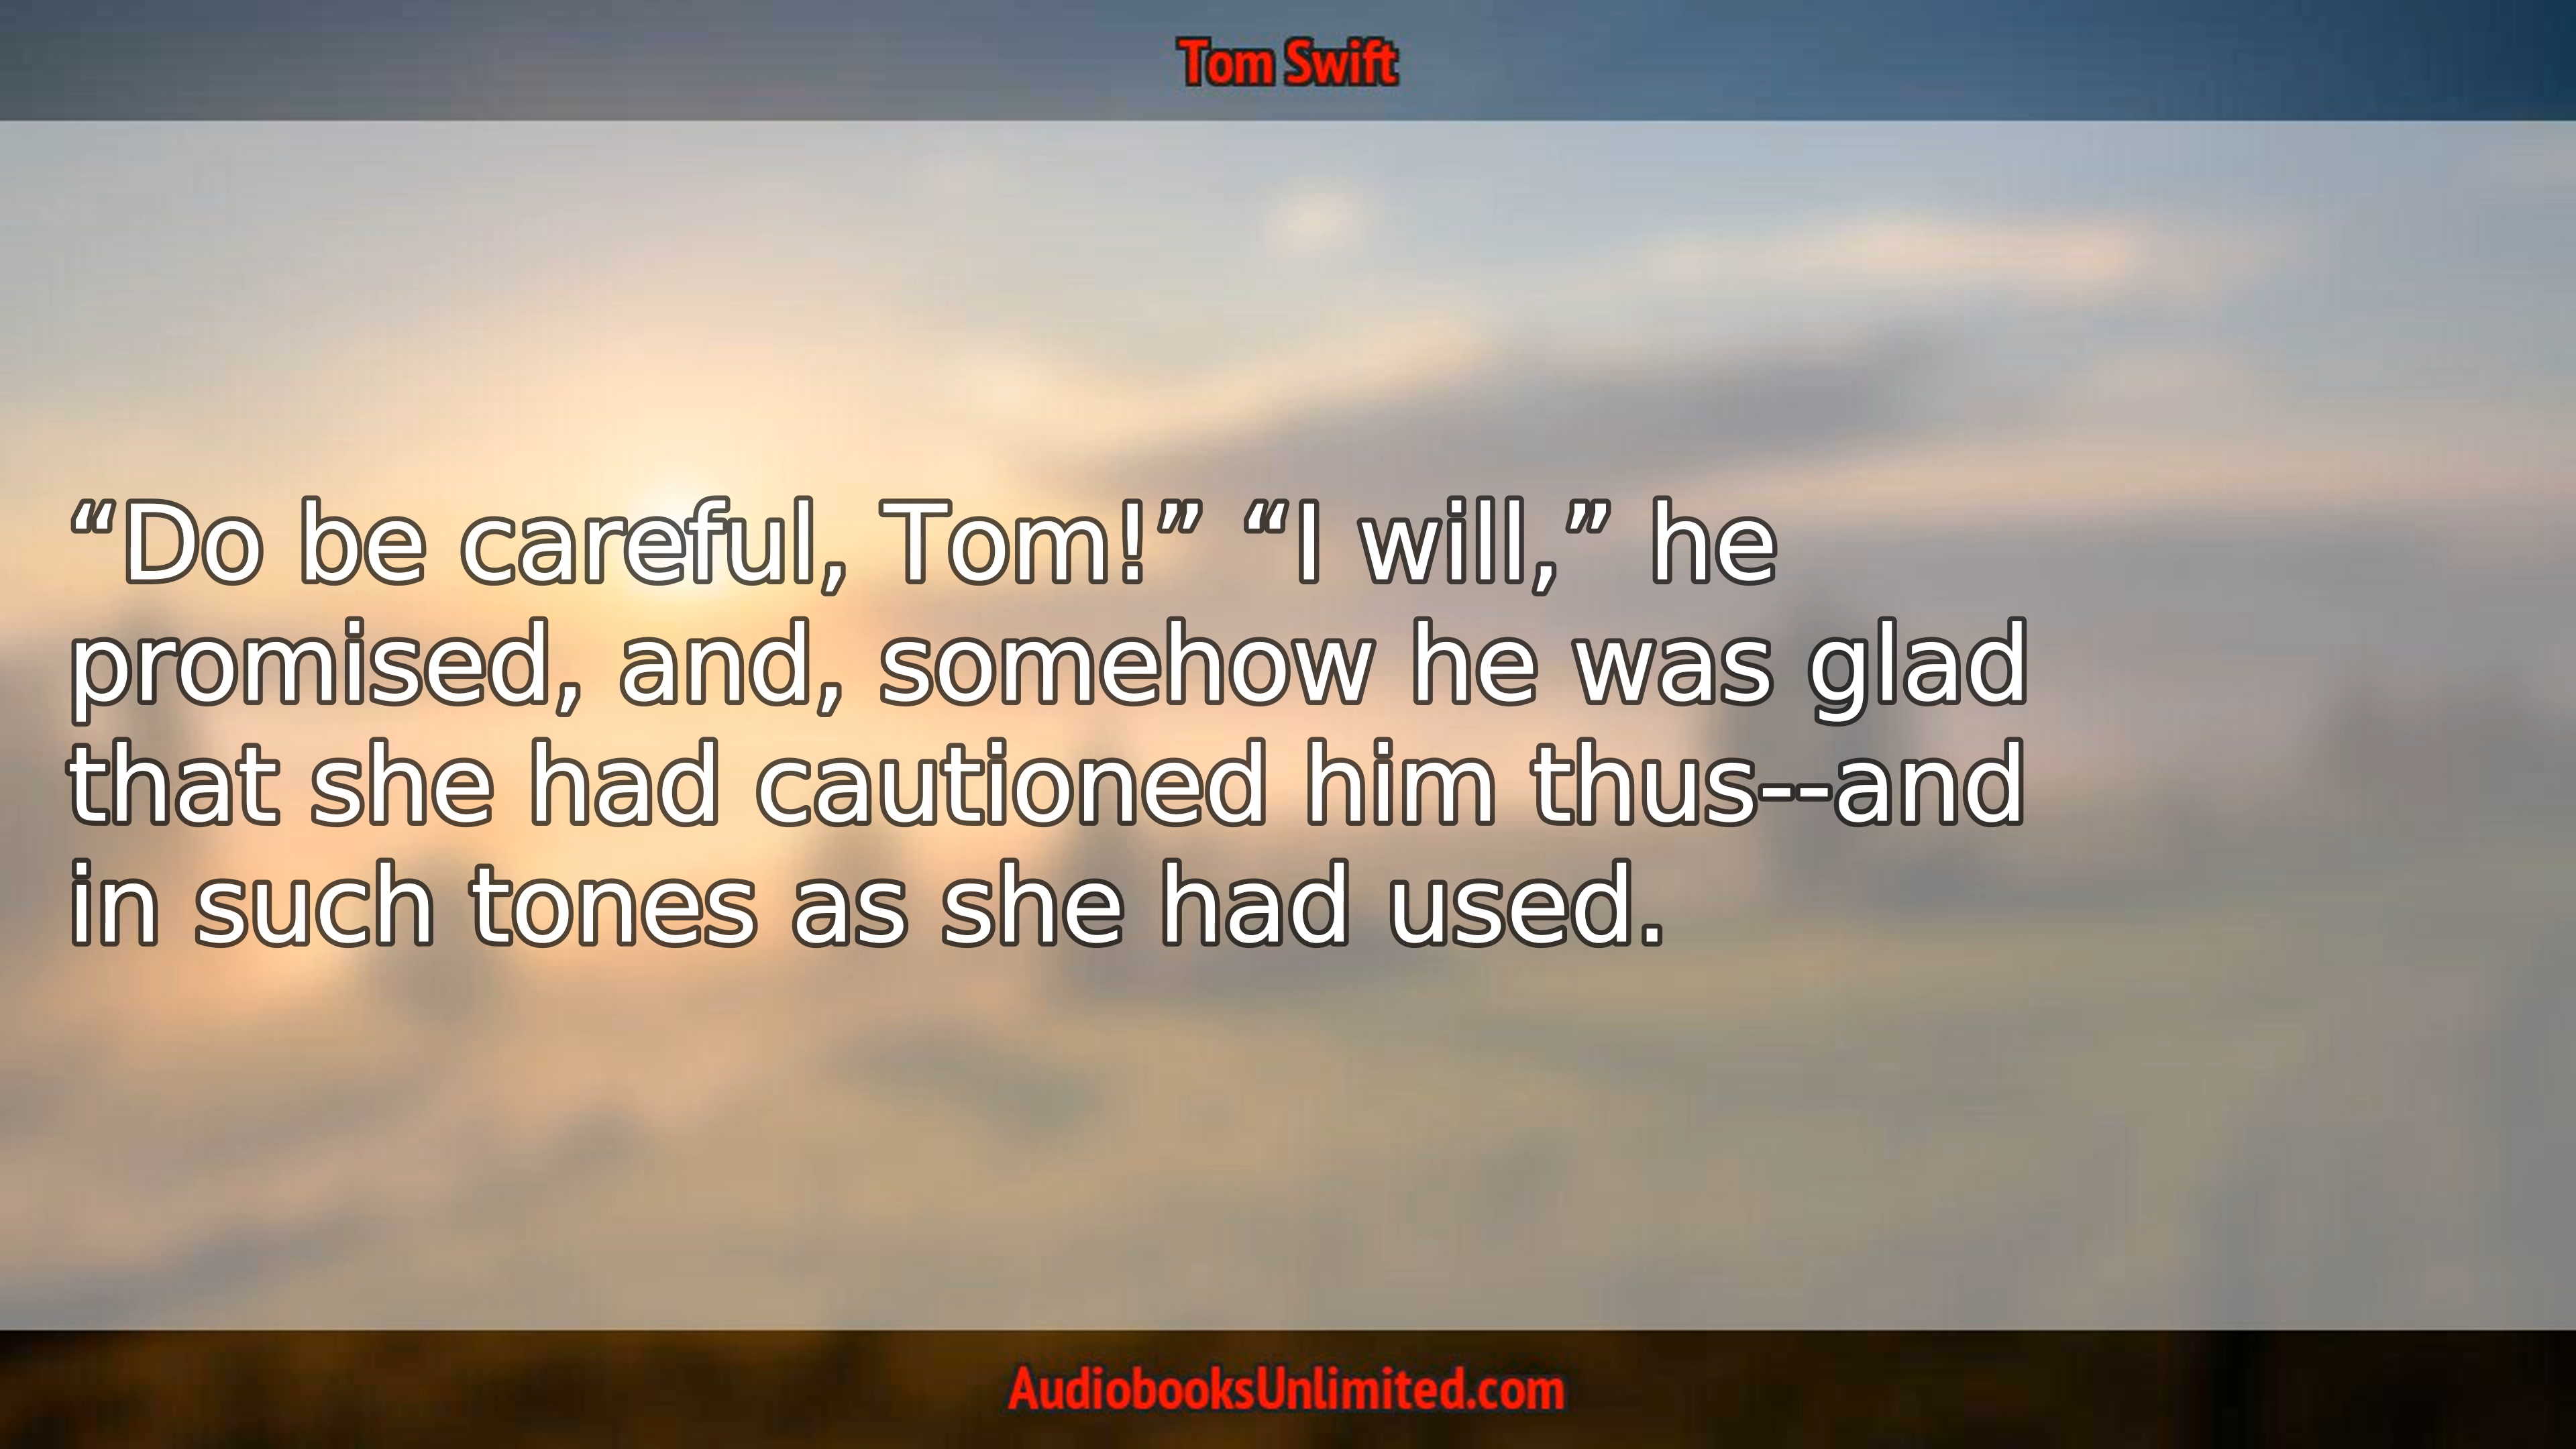 Tom Swift
“Do be careful, Tom!” “I will,” he
promised, and, somehow he was glad
that she had cautioned him thus--and
in such tones as she had used.
AudiobooksUnlimited.com